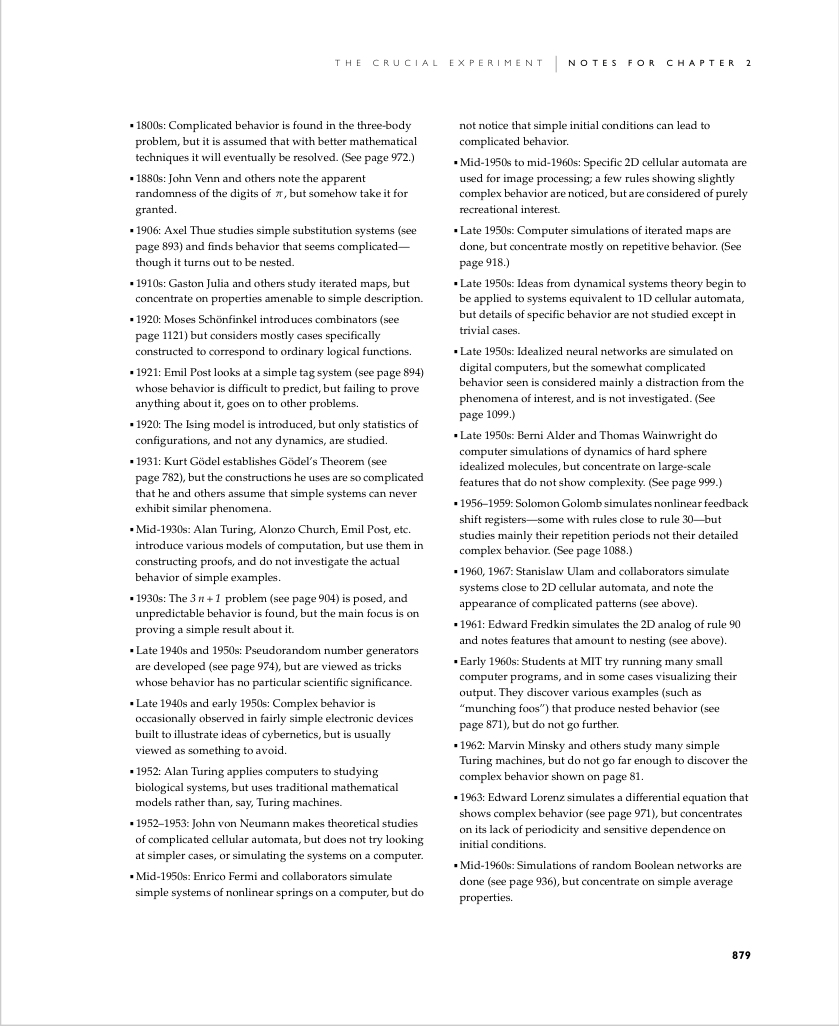 THE CRUCIAL EXPERIMENT | NOTES FOR CHAPTER 2
▪ 1800s: Complicated behavior is found in the three-body
problem, but it is assumed that with better mathematical
techniques it will eventually be resolved. (See page 972.)
▪ 1880s: John Venn and others note the apparent
randomness of the digits of π, but somehow take it for
granted.
▪ 1906: Axel Thue studies simple substitution systems (see
page 893) and finds behavior that seems complicated—
though it turns out to be nested.
▪ 1910s: Gaston Julia and others study iterated maps, but
concentrate on properties amenable to simple description.
▪ 1920: Moses Schönfinkel introduces combinators (see
page 1121) but considers mostly cases specifically
constructed to correspond to ordinary logical functions.
▪ 1921: Emil Post looks at a simple tag system (see page 894)
whose behavior is difficult to predict, but failing to prove
anything about it, goes on to other problems.
▪ 1920: The Ising model is introduced, but only statistics of
configurations, and not any dynamics, are studied.
▪ 1931: Kurt Gödel establishes Gödel's Theorem (see
page 782), but the constructions he uses are so complicated
that he and others assume that simple systems can never
exhibit similar phenomena.
▪ Mid-1930s: Alan Turing, Alonzo Church, Emil Post, etc.
introduce various models of computation, but use them in
constructing proofs, and do not investigate the actual
behavior of simple examples.
▪ 1930s: The 3 n + 1 problem (see page 904) is posed, and
unpredictable behavior is found, but the main focus is on
proving a simple result about it.
▪ Late 1940s and 1950s: Pseudorandom number generators
are developed (see page 974), but are viewed as tricks
whose behavior has no particular scientific significance.
▪ Late 1940s and early 1950s: Complex behavior is
occasionally observed in fairly simple electronic devices
built to illustrate ideas of cybernetics, but is usually
viewed as something to avoid.
▪ 1952: Alan Turing applies computers to studying
biological systems, but uses traditional mathematical
models rather than, say, Turing machines.
▪ 1952–1953: John von Neumann makes theoretical studies
of complicated cellular automata, but does not try looking
at simpler cases, or simulating the systems on a computer.
▪ Mid-1950s: Enrico Fermi and collaborators simulate
simple systems of nonlinear springs on a computer, but do
not notice that simple initial conditions can lead to
complicated behavior.
▪ Mid-1950s to mid-1960s: Specific 2D cellular automata are
used for image processing; a few rules showing slightly
complex behavior are noticed, but are considered of purely
recreational interest.
▪ Late 1950s: Computer simulations of iterated maps are
done, but concentrate mostly on repetitive behavior. (See
page 918.)
▪ Late 1950s: Ideas from dynamical systems theory begin to
be applied to systems equivalent to 1D cellular automata,
but details of specific behavior are not studied except in
trivial cases.
▪ Late 1950s: Idealized neural networks are simulated on
digital computers, but the somewhat complicated
behavior seen is considered mainly a distraction from the
phenomena of interest, and is not investigated. (See
page 1099.)
▪ Late 1950s: Berni Alder and Thomas Wainwright do
computer simulations of dynamics of hard sphere
idealized molecules, but concentrate on large-scale
features that do not show complexity. (See page 999.)
▪ 1956–1959: Solomon Golomb simulates nonlinear feedback
shift registers—some with rules close to rule 30—but
studies mainly their repetition periods not their detailed
complex behavior. (See page 1088.)
▪ 1960, 1967: Stanislaw Ulam and collaborators simulate
systems close to 2D cellular automata, and note the
appearance of complicated patterns (see above).
▪ 1961: Edward Fredkin simulates the 2D analog of rule 90
and notes features that amount to nesting (see above).
▪ Early 1960s: Students at MIT try running many small
computer programs, and in some cases visualizing their
output. They discover various examples (such as
“munching foos”) that produce nested behavior (see
page 871), but do not go further.
▪ 1962: Marvin Minsky and others study many simple
Turing machines, but do not go far enough to discover the
complex behavior shown on page 81.
▪ 1963: Edward Lorenz simulates a differential equation that
shows complex behavior (see page 971), but concentrates
on its lack of periodicity and sensitive dependence on
initial conditions.
▪ Mid-1960s: Simulations of random Boolean networks are
done (see page 936), but concentrate on simple average
properties.
879